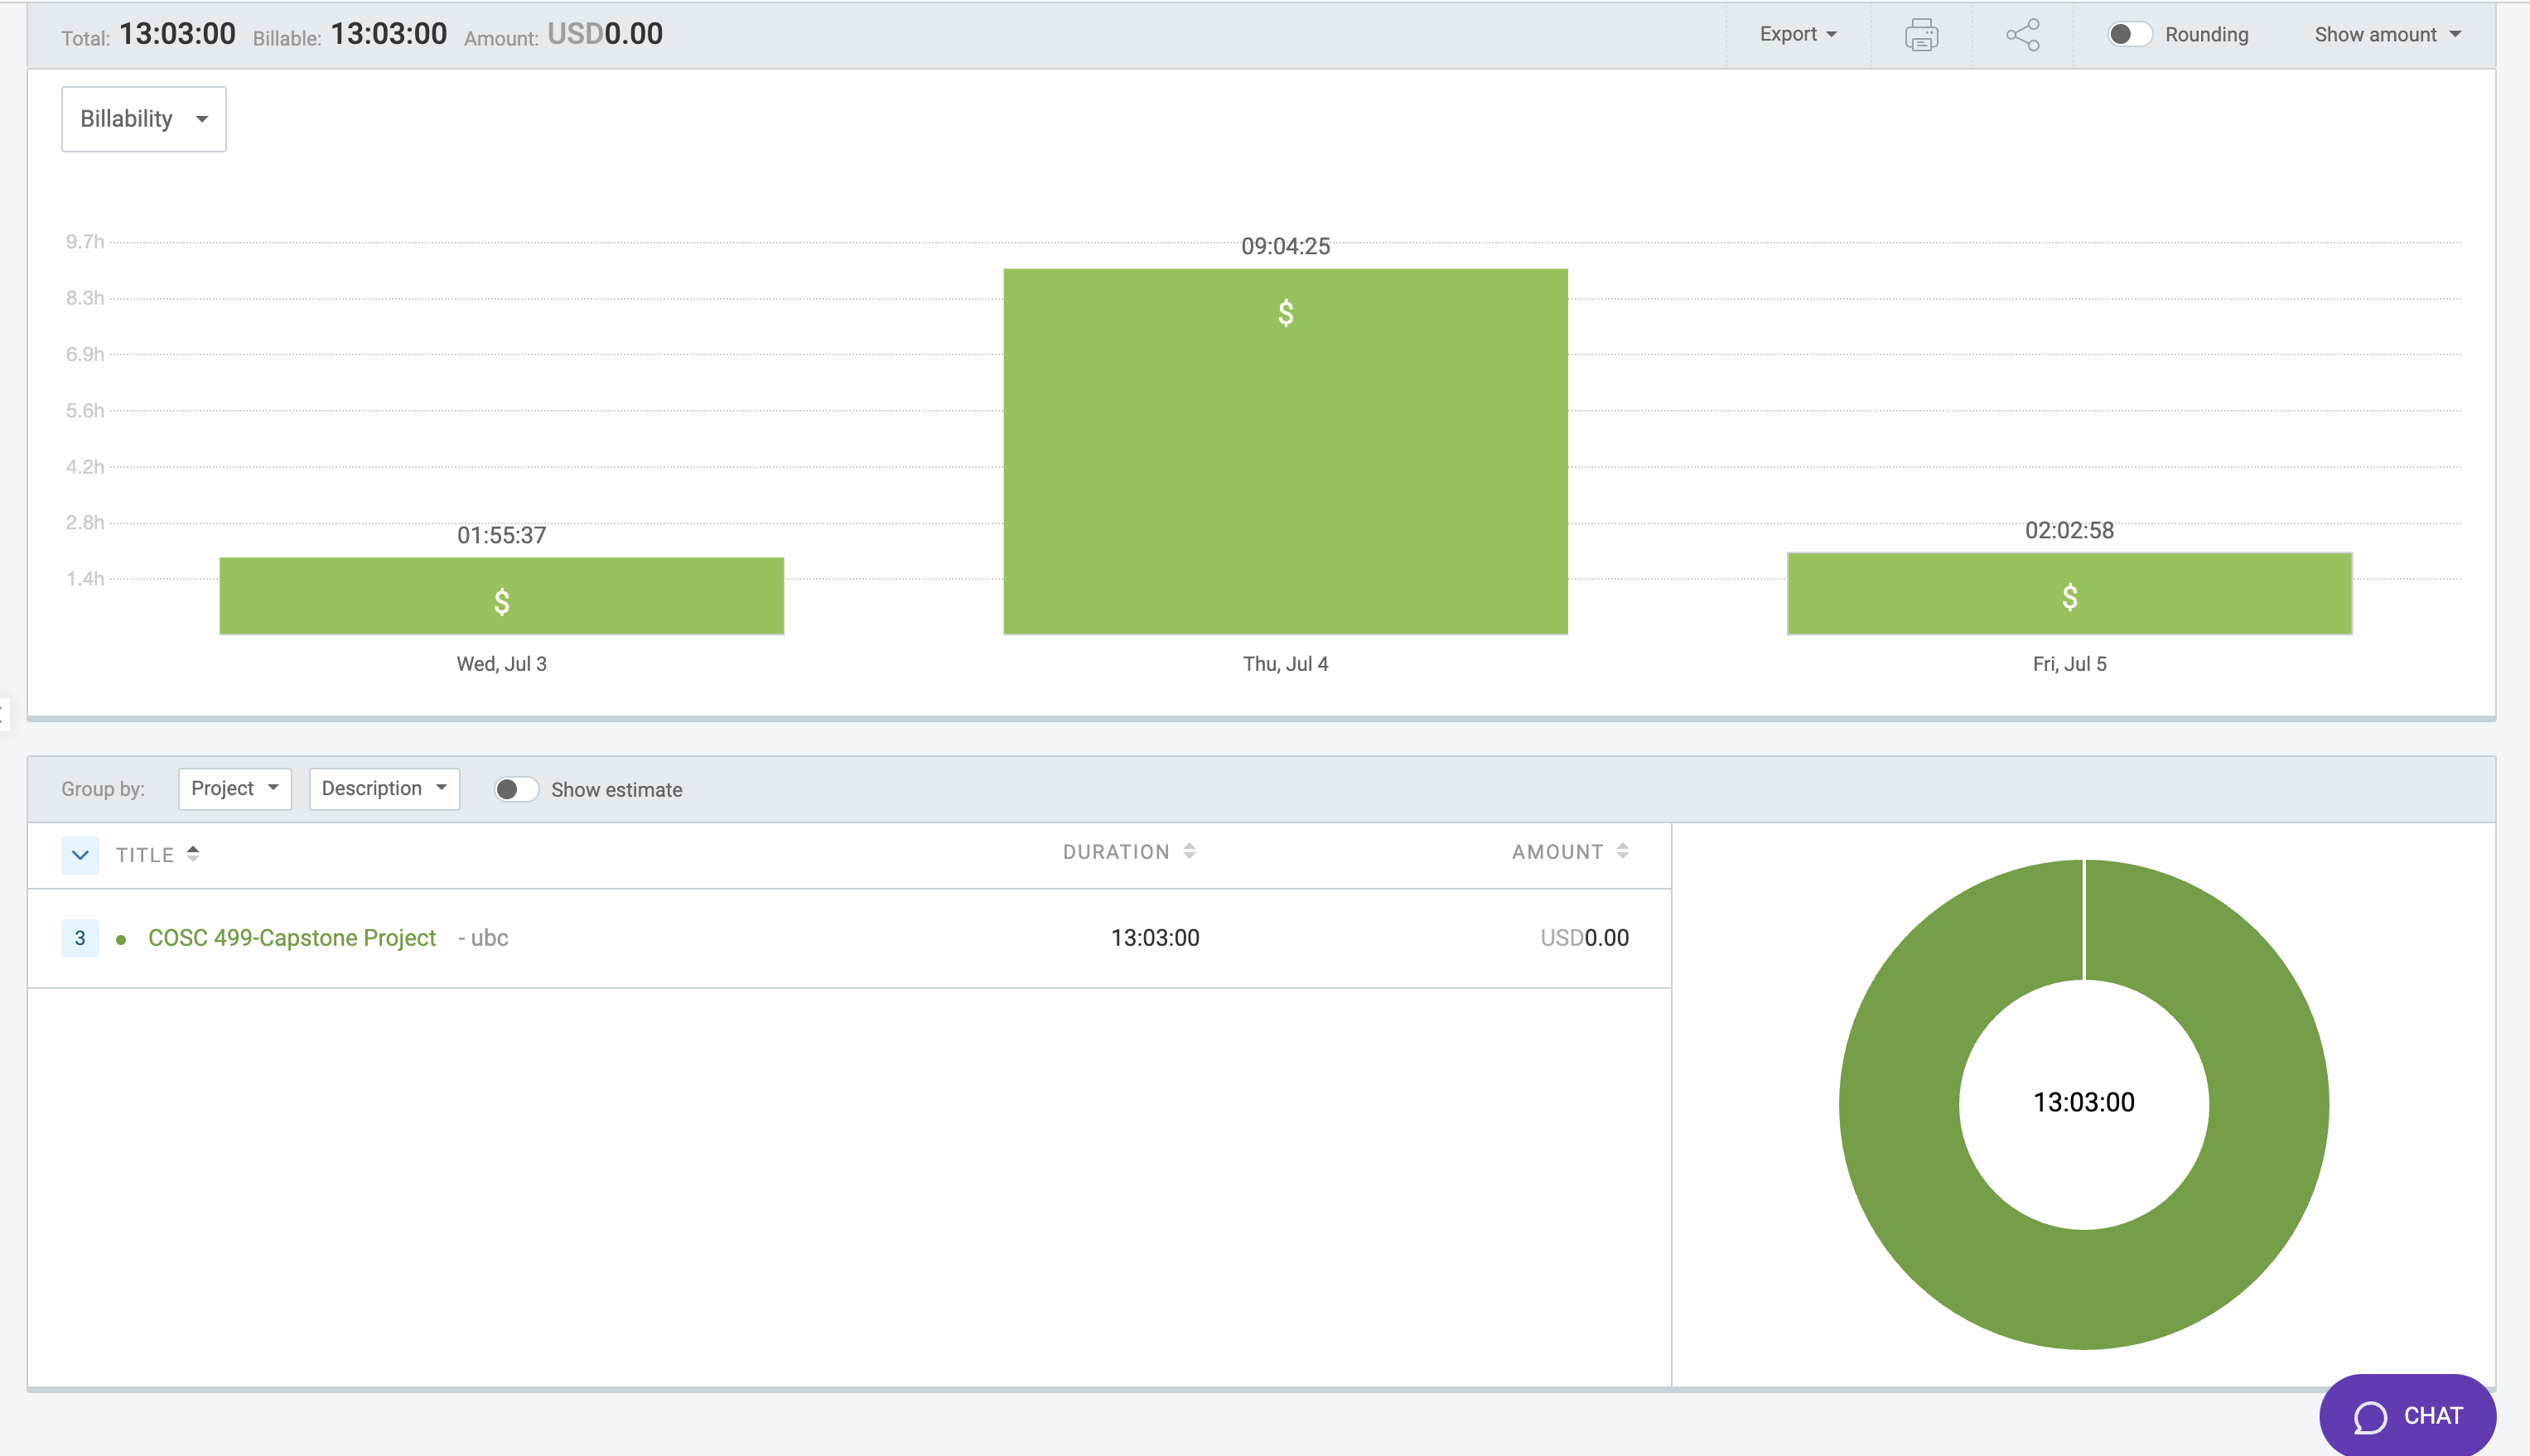 Total: 13:03:00 Billable: 13:03:00 Amount: USD0.00 Export Rounding Show amount
Billability
9.7h
09:04:25
8.3h
$
6.9h
5.6h
4.2h
2.8h
01:55:37
02:02:58
1.4h
$
$
Wed, Jul 3 Thu, Jul 4 Fri, Jul 5
Group by: Project Description Show estimate
TITLE DURATION AMOUNT
3 COSC 499-Capstone Project - ubc 13:03:00 USD0.00
13:03:00
CHAT